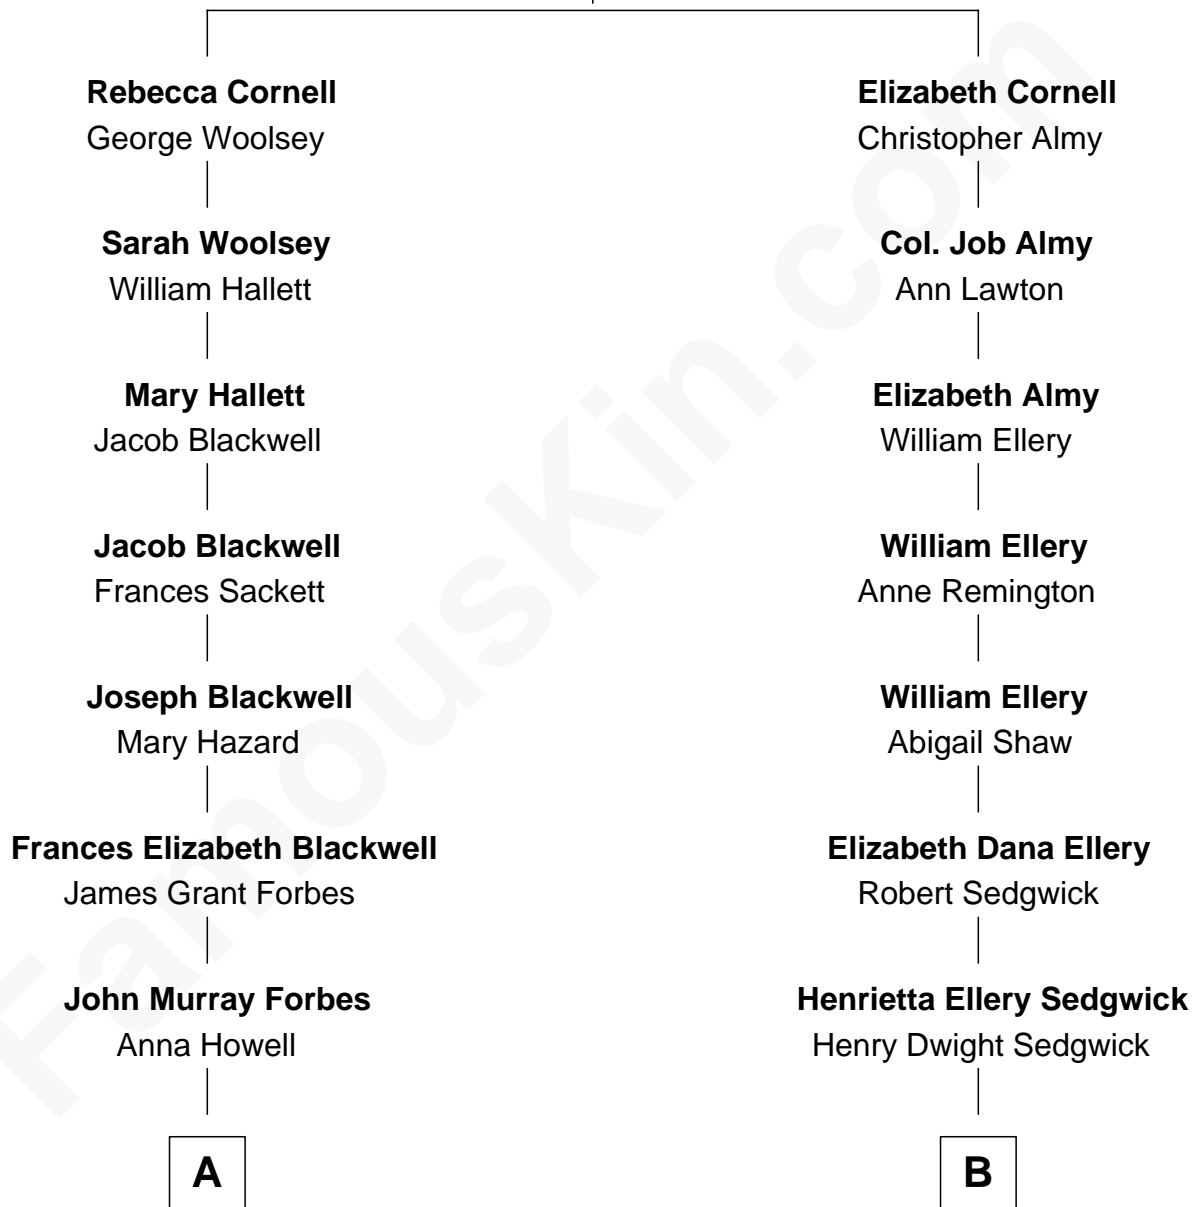 Rebecca Cornell
George Woolsey
Sarah Woolsey
William Hallett
Mary Hallett
Jacob Blackwell
Jacob Blackwell
Frances Sackett
Joseph Blackwell
Mary Hazard
Frances Elizabeth Blackwell
James Grant Forbes
John Murray Forbes
Anna Howell
A
Elizabeth Cornell
Christopher Almy
Col. Job Almy
Ann Lawton
Elizabeth Almy
William Ellery
William Ellery
Anne Remington
William Ellery
Abigail Shaw
Elizabeth Dana Ellery
Robert Sedgwick
Henrietta Ellery Sedgwick
Henry Dwight Sedgwick
B
FamousKin.com